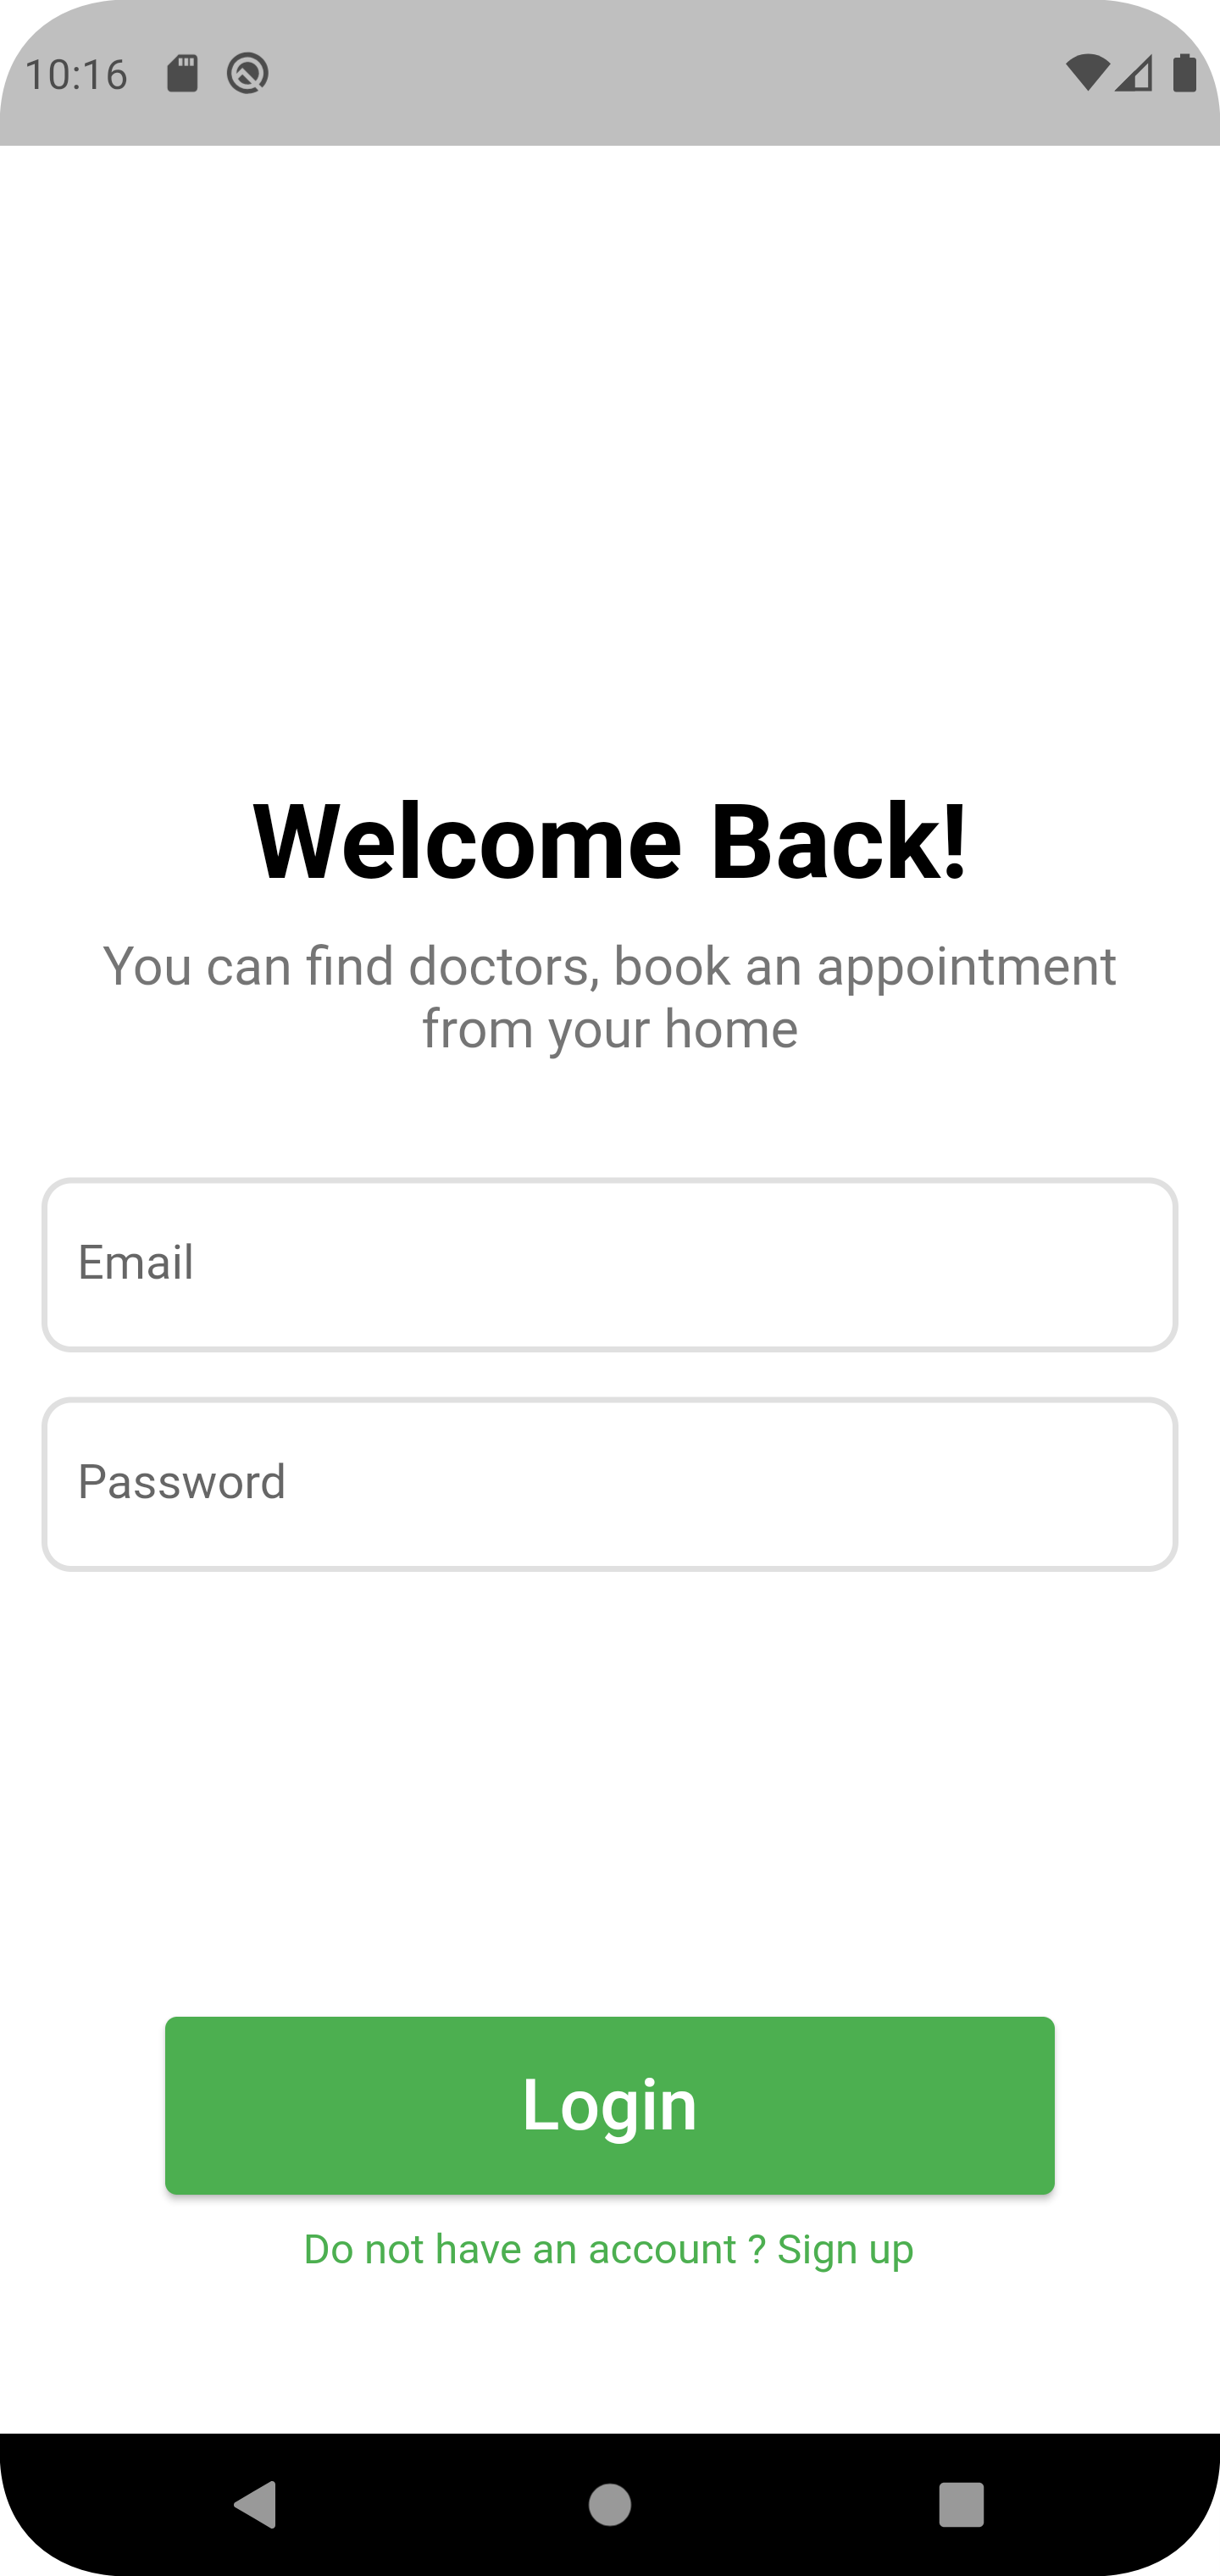 10:16
Welcome Back!
You can find doctors, book an appointment
from your home
Email
Password
Login
Do not have an account ? Sign up